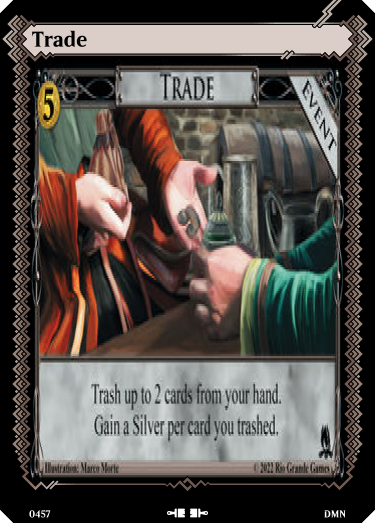 Trade
TRADE
EVENT
5
Trash up to 2 cards from your hand.
Gain a Silver per card you trashed.
Illustration: Marco Morte
© 2022 Rio Grande Games
0457
DMN